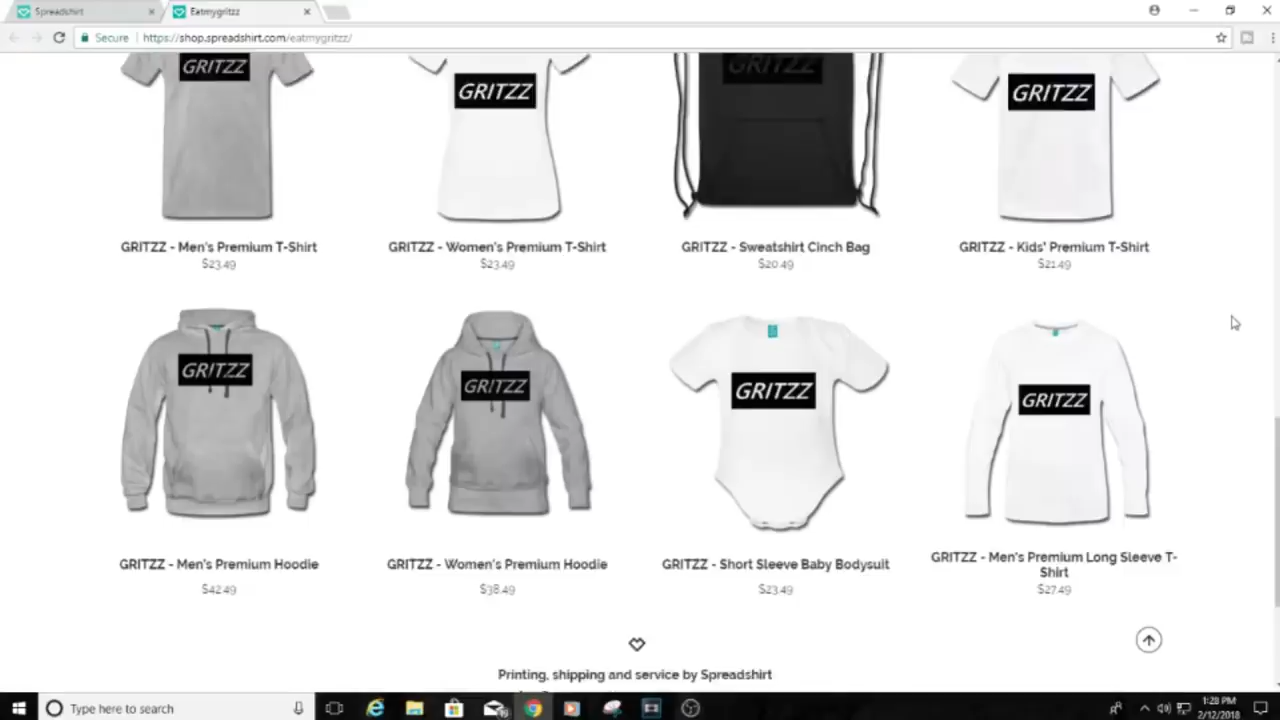 Spreadshirt
Eatmygritzz
Secure
https://shop.spreadshirt.com/eatmygritzz/
GRITZZ
GRITZZ
GRITZZ
GRITZZ
GRITZZ - Men's Premium T-Shirt
$23.49
GRITZZ - Women's Premium T-Shirt
$23.49
GRITZZ - Sweatshirt Cinch Bag
$20.49
GRITZZ - Kids' Premium T-Shirt
$21.49
GRITZZ
GRITZZ
GRITZZ
GRITZZ
GRITZZ - Men's Premium Hoodie
$42.49
GRITZZ - Women's Premium Hoodie
$38.49
GRITZZ - Short Sleeve Baby Bodysuit
$23.49
GRITZZ - Men's Premium Long Sleeve T-
Shirt
$27.49
Printing, shipping and service by Spreadshirt
Type here to search
1:28 PM
2/12/2018